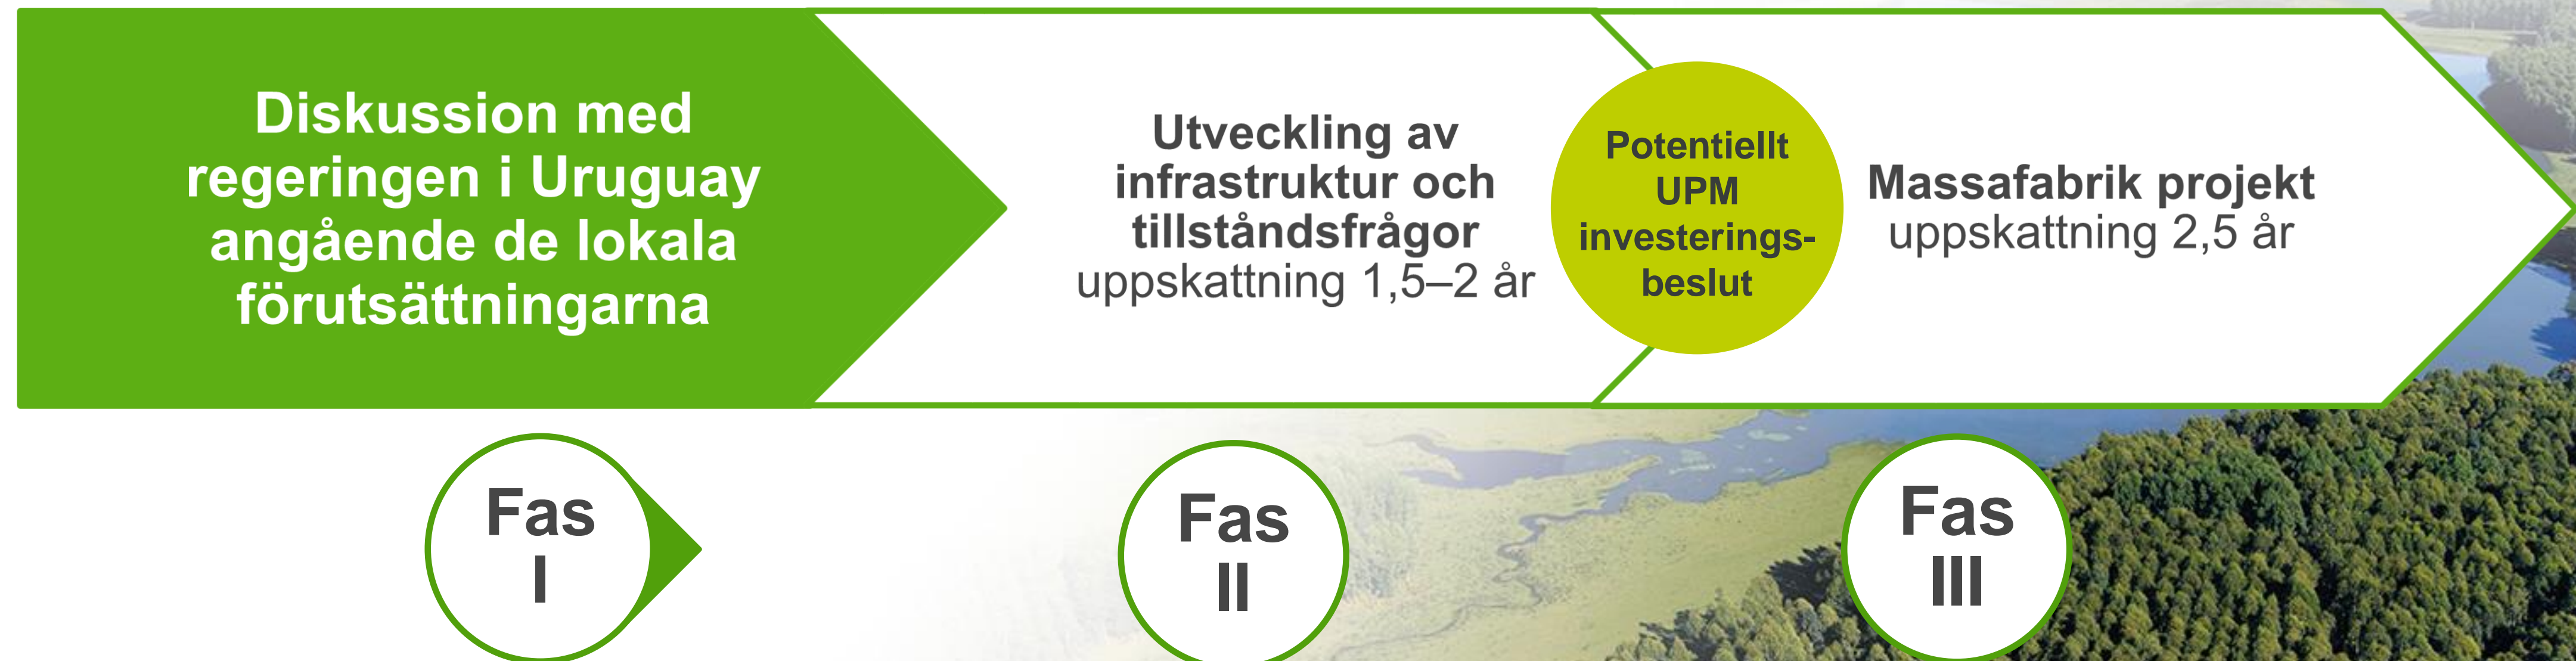 Diskussion med
regeringen i Uruguay
angående de lokala
förutsättningarna
Utveckling av
infrastruktur och
tillståndsfrågor
uppskattning 1,5–2 år
Potentiellt
UPM
investerings-
beslut
Massafabrik projekt
uppskattning 2,5 år
Fas
I
Fas
II
Fas
III